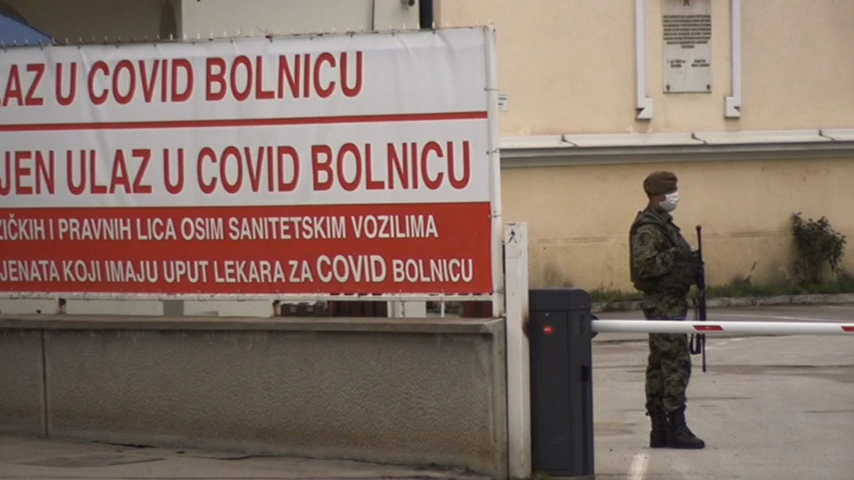 LAZ U COVID BOLNICU
JEN ULAZ U COVID BOLNICU
ZIČKIH I PRAVNIH LICA OSIM SANITETSKIM VOZILIMA
JENATA KOJI IMAJU UPUT LEKARA ZA COVID BOLNICU